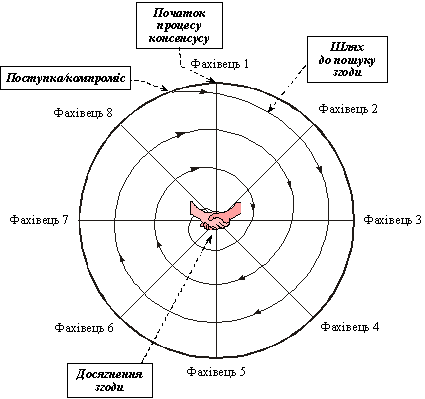 Початок
процесу
консенсусу
Шлях
до пошуку
згоди
Поступка/компроміс
Фахівець 1
Фахівець 8
Фахівець 2
Фахівець 7
Фахівець 3
Фахівець 6
Фахівець 4
Досягнення
згоди
Фахівець 5